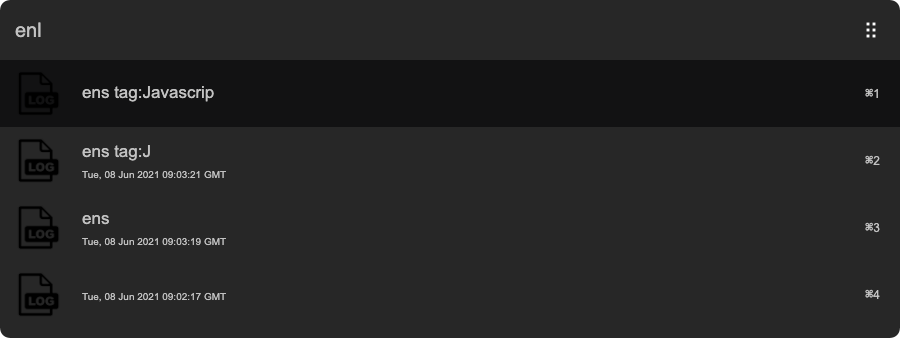 enl
LOG
ens tag:Javascrip
⌘1
LOG
ens tag:J
Tue, 08 Jun 2021 09:03:21 GMT
⌘2
LOG
ens
Tue, 08 Jun 2021 09:03:19 GMT
⌘3
LOG
Tue, 08 Jun 2021 09:02:17 GMT
⌘4